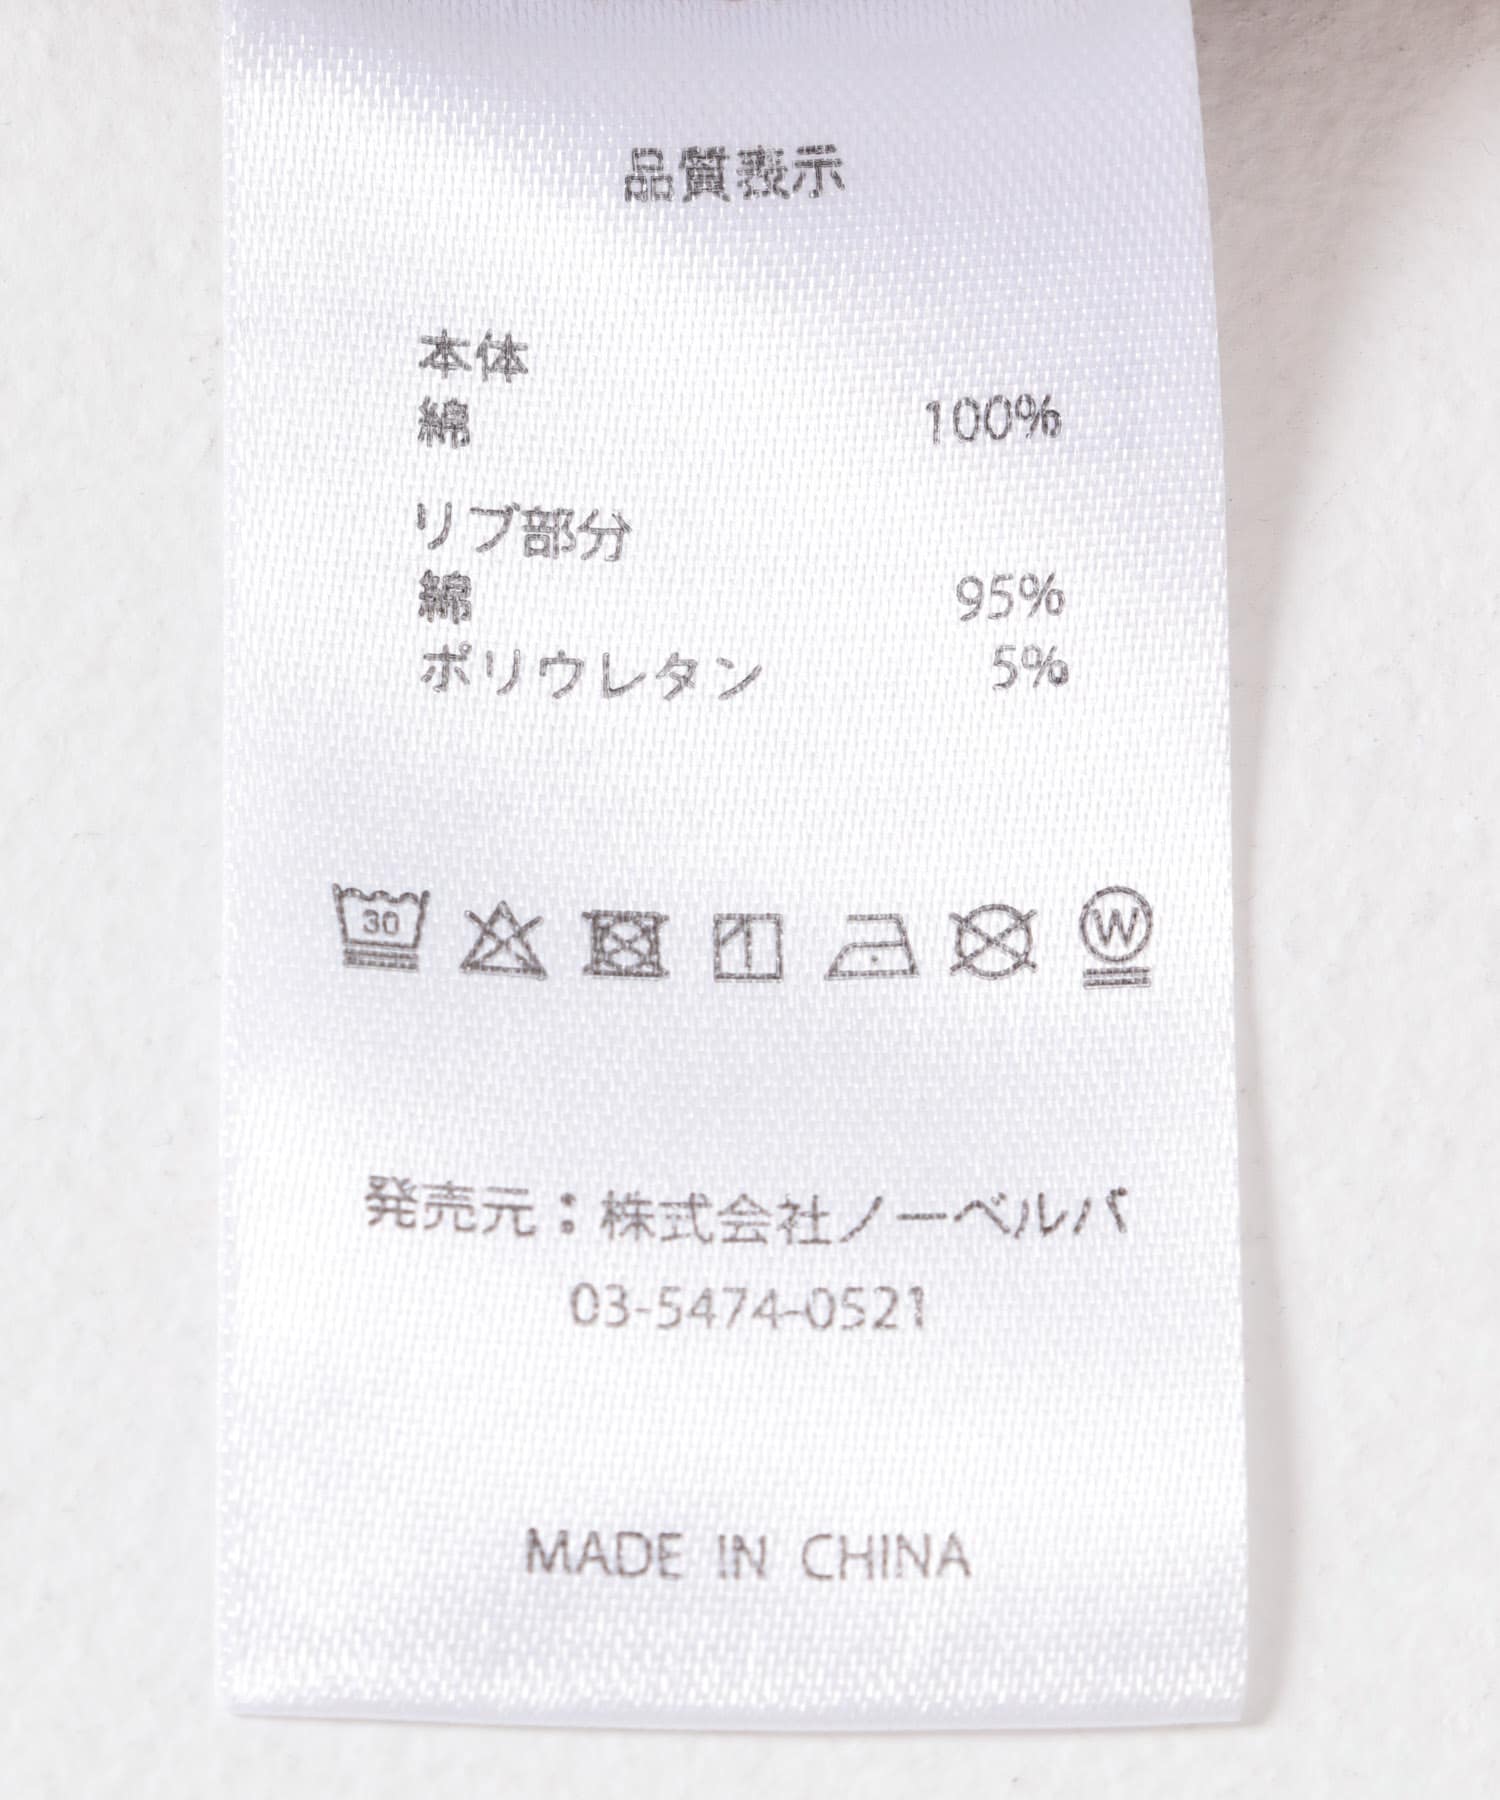 品質表示
本体
綿 100%
リブ部分
綿 95%
ポリウレタン 5%
30 W
発売元：株式会社ノーベルバ
03-5474-0521
MADE IN CHINA